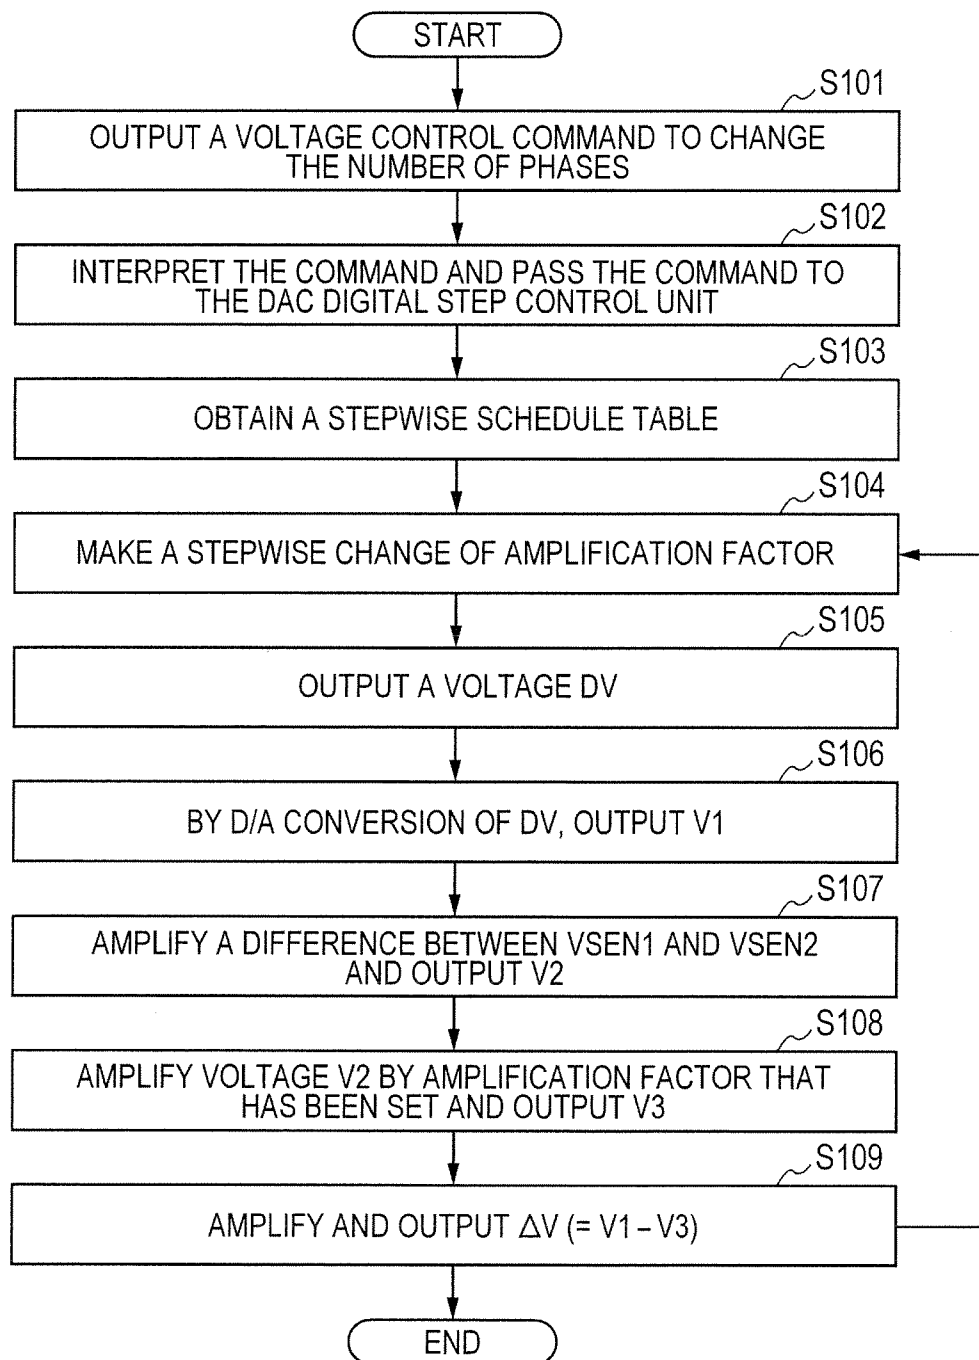 START
S101
OUTPUT A VOLTAGE CONTROL COMMAND TO CHANGE
THE NUMBER OF PHASES
S102
INTERPRET THE COMMAND AND PASS THE COMMAND TO
THE DAC DIGITAL STEP CONTROL UNIT
S103
OBTAIN A STEPWISE SCHEDULE TABLE
S104
MAKE A STEPWISE CHANGE OF AMPLIFICATION FACTOR
S105
OUTPUT A VOLTAGE DV
S106
BY D/A CONVERSION OF DV, OUTPUT V1
S107
AMPLIFY A DIFFERENCE BETWEEN VSEN1 AND VSEN2
AND OUTPUT V2
S108
AMPLIFY VOLTAGE V2 BY AMPLIFICATION FACTOR THAT
HAS BEEN SET AND OUTPUT V3
S109
AMPLIFY AND OUTPUT ΔV (= V1 – V3)
END